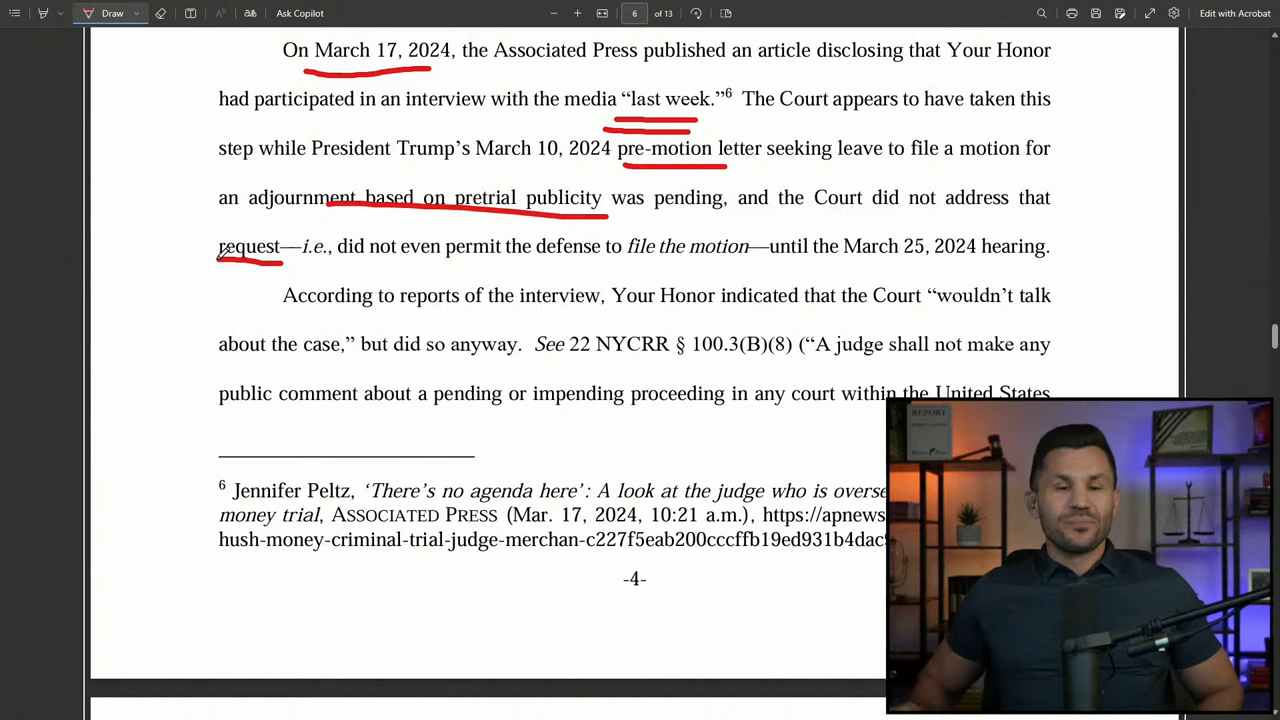 Draw
Ask Copilot
6
of 13
Edit with Acrobat
On March 17, 2024, the Associated Press published an article disclosing that Your Honor
had participated in an interview with the media “last week.”6 The Court appears to have taken this
step while President Trump’s March 10, 2024 pre-motion letter seeking leave to file a motion for
an adjournment based on pretrial publicity was pending, and the Court did not address that
request—i.e., did not even permit the defense to file the motion—until the March 25, 2024 hearing.
According to reports of the interview, Your Honor indicated that the Court “wouldn’t talk
about the case,” but did so anyway. See 22 NYCRR § 100.3(B)(8) (“A judge shall not make any
public comment about a pending or impending proceeding in any court within the United States
6 Jennifer Peltz, ‘There’s no agenda here’: A look at the judge who is overse
money trial, ASSOCIATED PRESS (Mar. 17, 2024, 10:21 a.m.), https://apnews
hush-money-criminal-trial-judge-merchan-c227f5eab200cccffb19ed931b4dac
-4-
REPORT